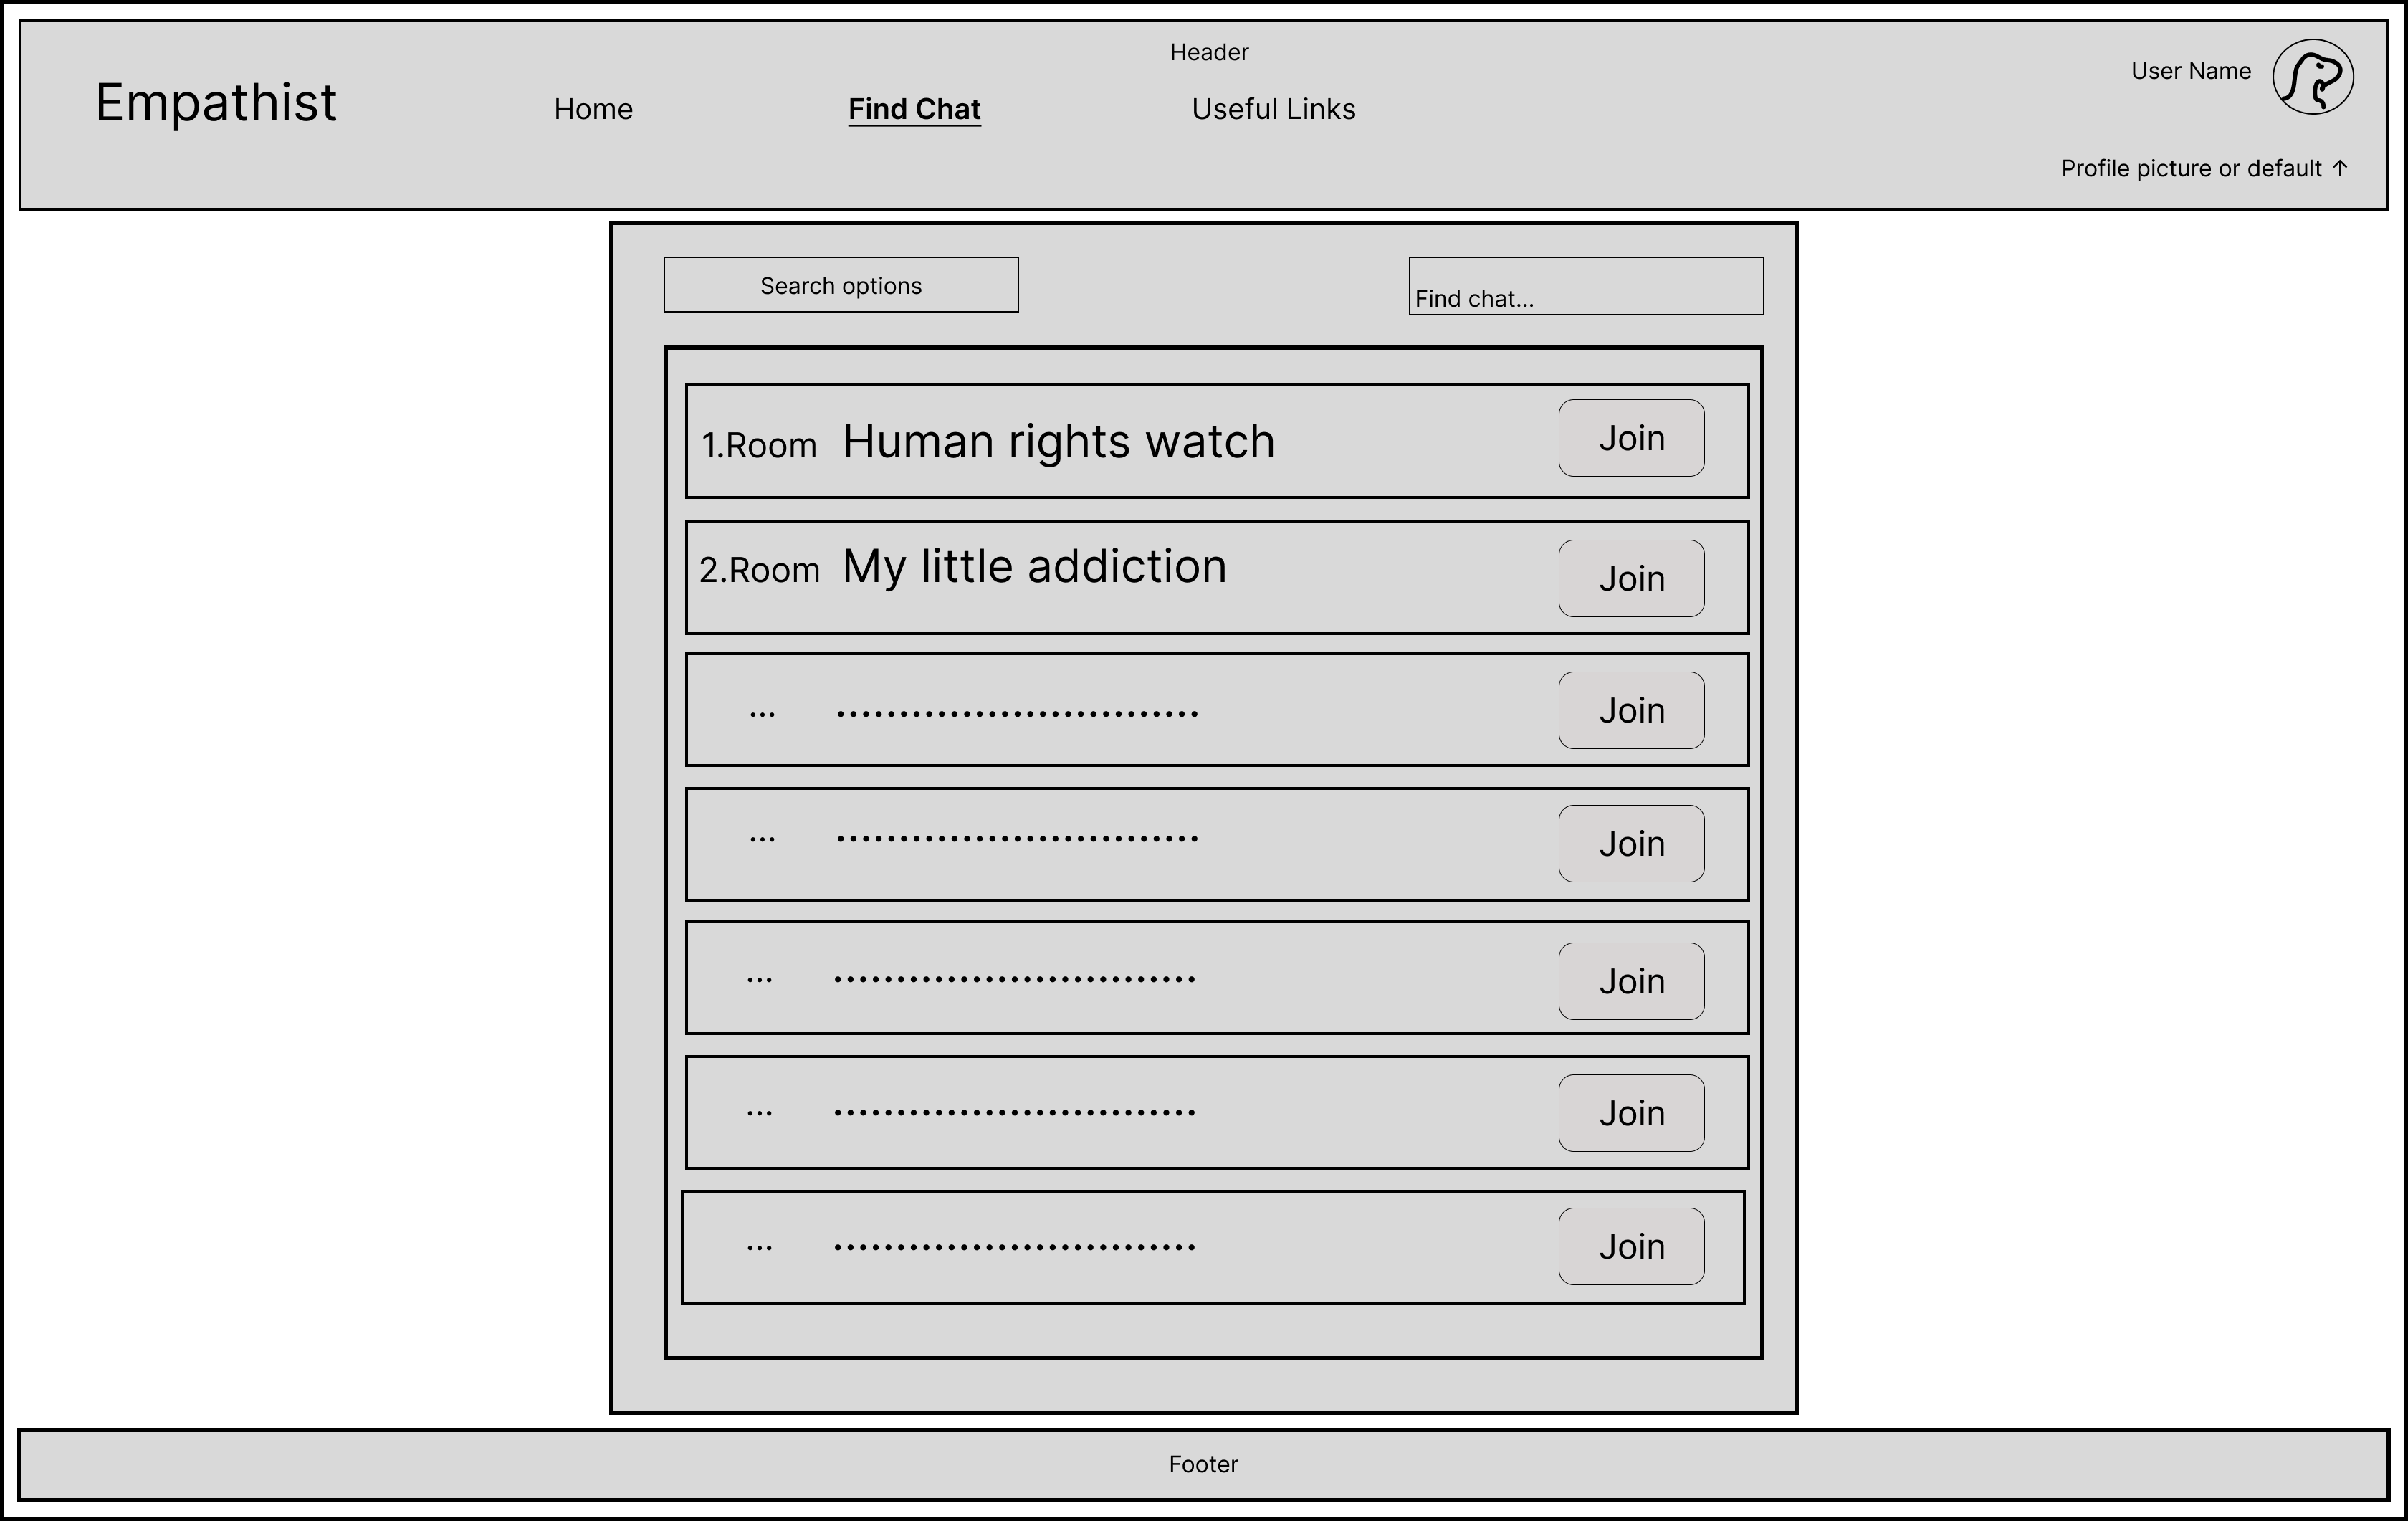 Header
User Name
Empathist
Home
Find Chat
Useful Links
Profile picture or default ↑
Search options
Find chat...
1.Room Human rights watch
Join
2.Room My little addiction
Join
... .............................
Join
... .............................
Join
... .............................
Join
... .............................
Join
... .............................
Join
Footer